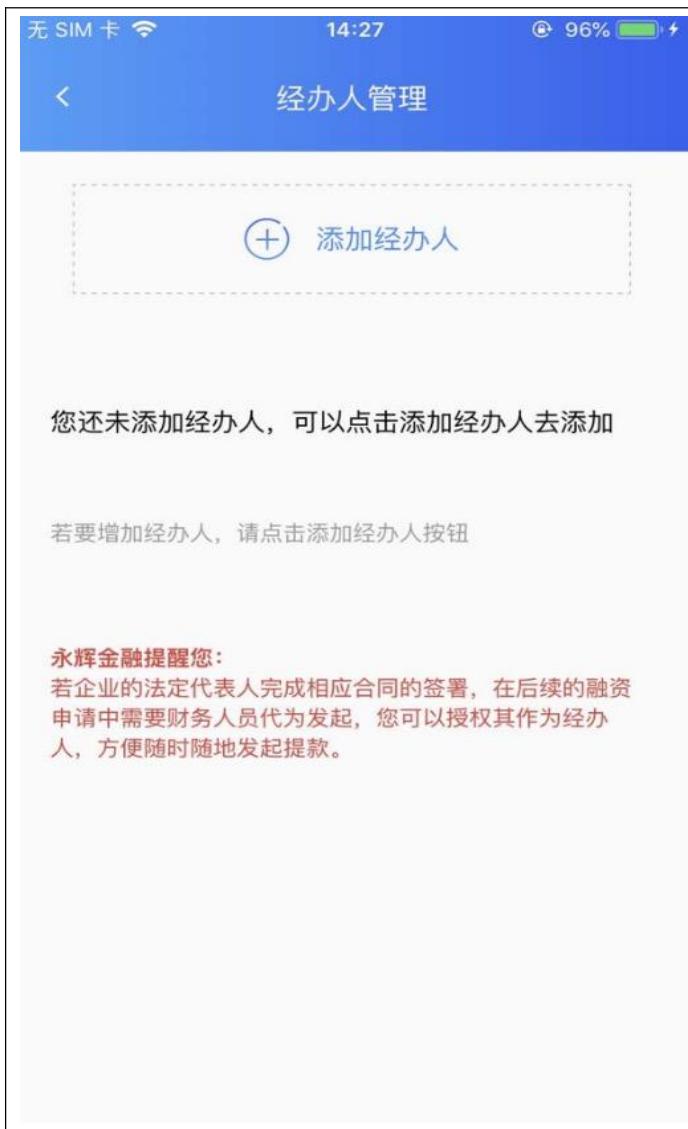 无 SIM 卡 14:27 96%
经办人管理
添加经办人
您还未添加经办人，可以点击添加经办人去添加
若要增加经办人，请点击添加经办人按钮
永辉金融提醒您：
若企业的法定代表人完成相应合同的签署，在后续的融资
申请中需要财务人员代为发起，您可以授权其作为经办
人，方便随时随地发起提款。